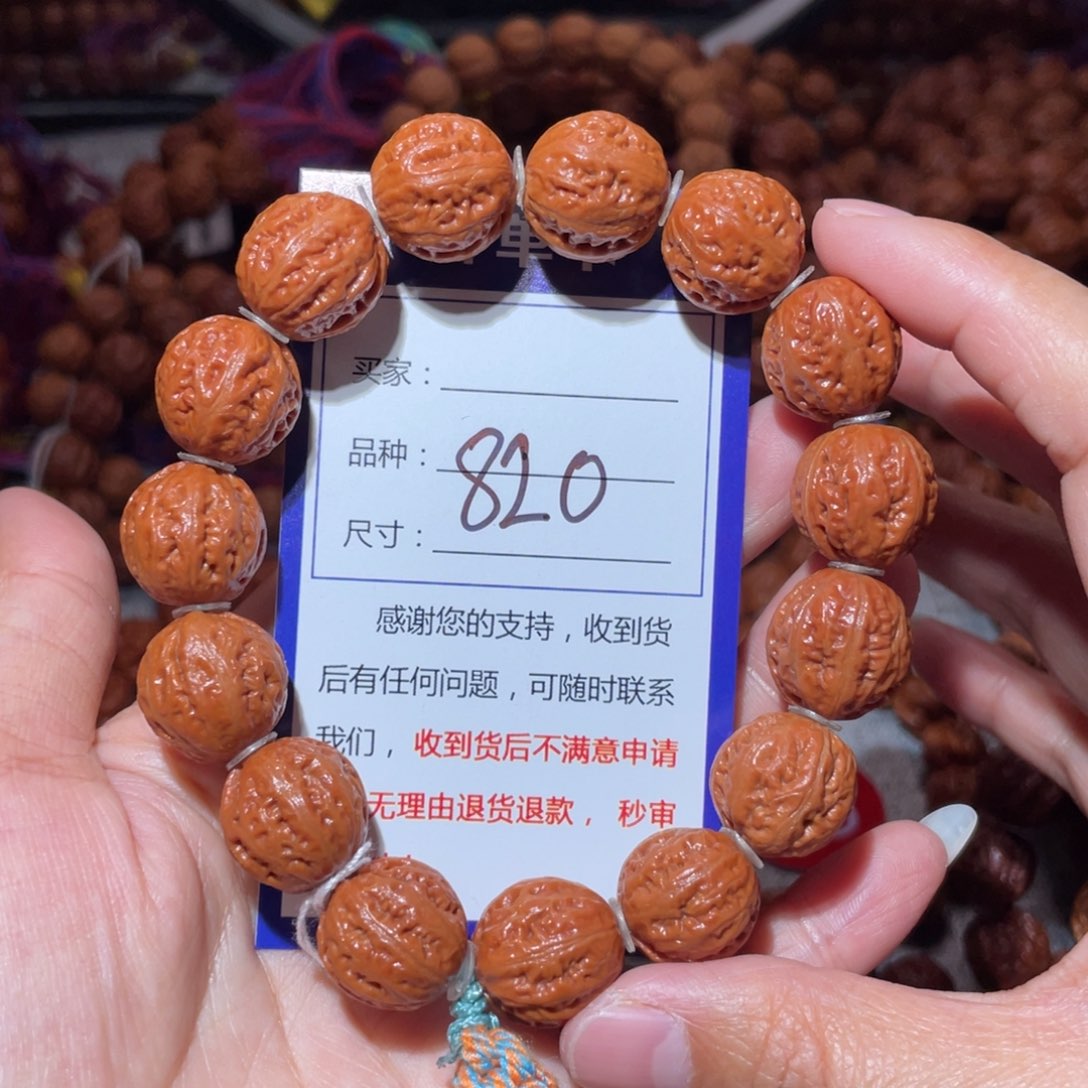 买家：
品种：820
尺寸：
感谢您的支持，收到货
后有任何问题，可随时联系
我们，收到货后不满意申请
无理由退货退款，秒审